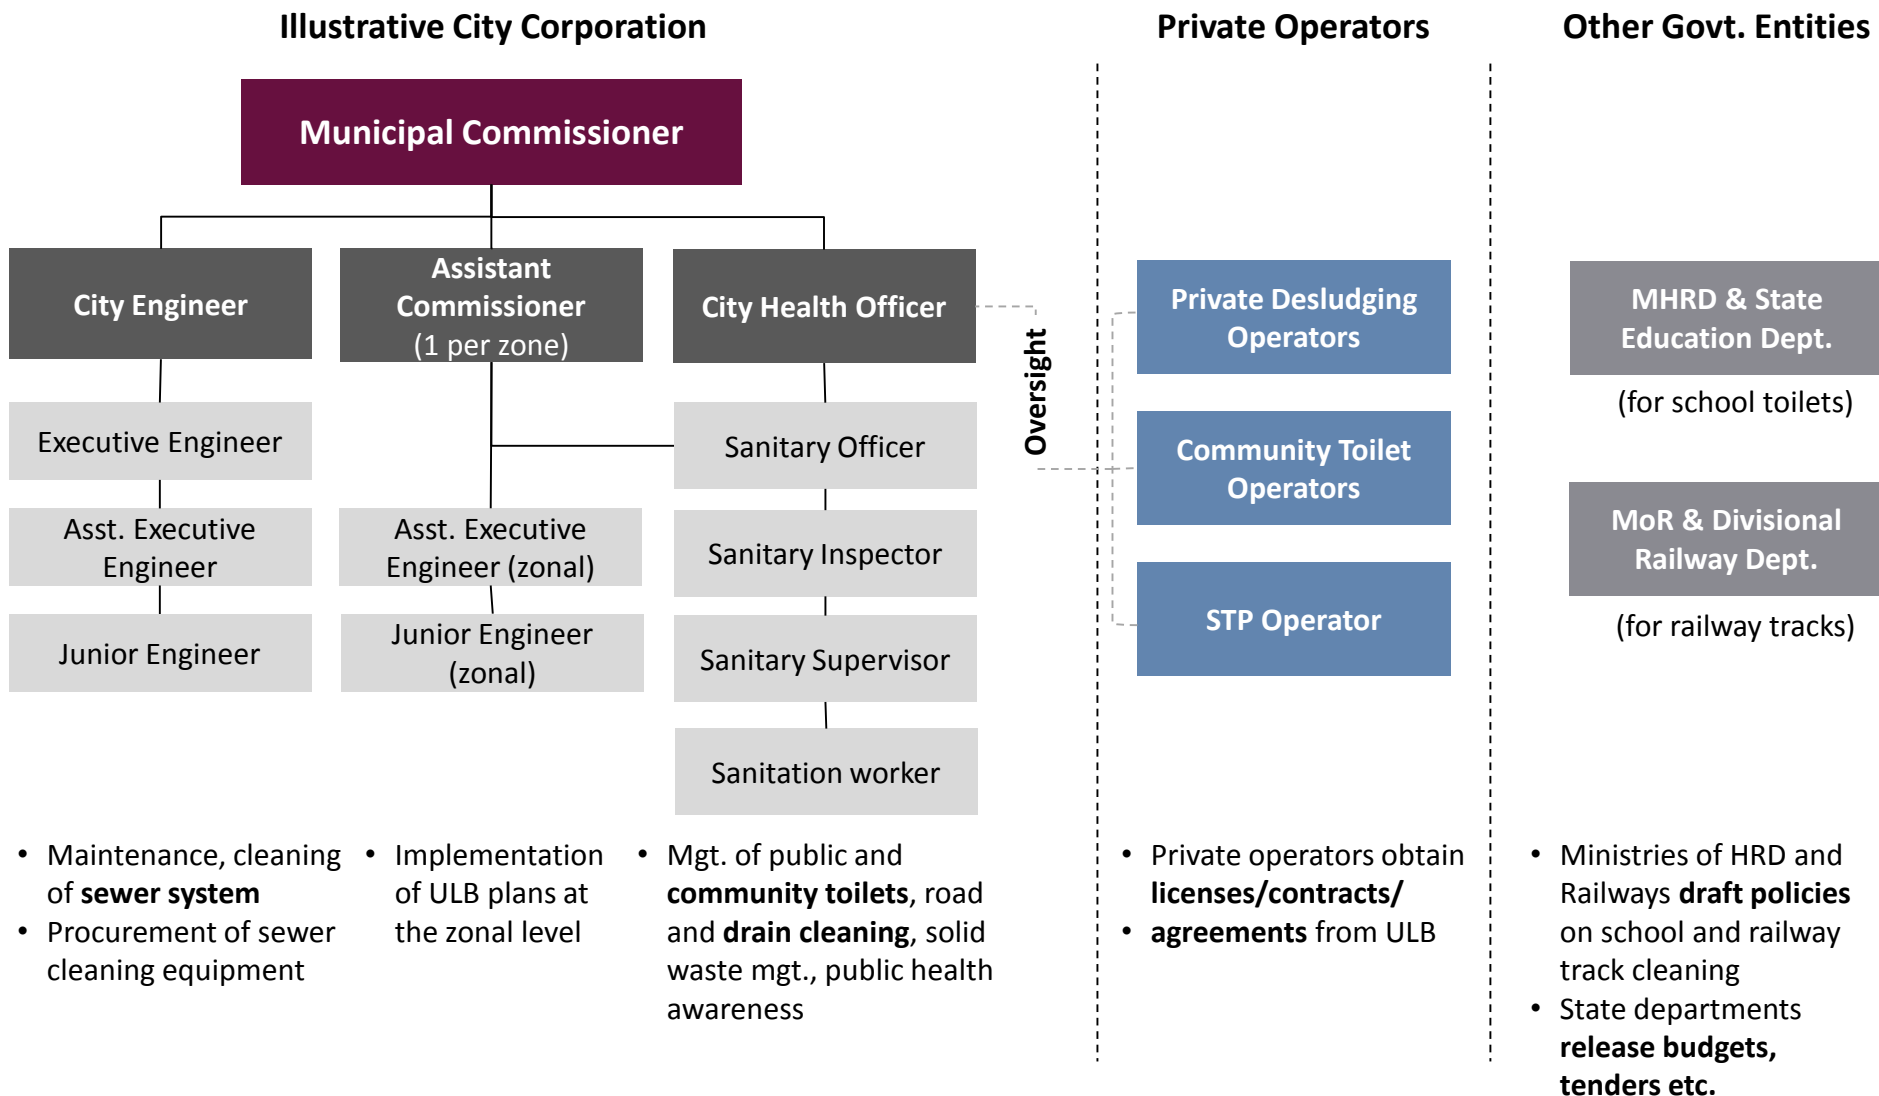 Illustrative City Corporation
Private Operators
Other Govt. Entities
Municipal Commissioner
City Engineer
Assistant
Commissioner
(1 per zone)
City Health Officer
Executive Engineer
Asst. Executive
Engineer
Junior Engineer
Asst. Executive
Engineer (zonal)
Junior Engineer
(zonal)
Sanitary Officer
Sanitary Inspector
Sanitary Supervisor
Sanitation worker
Oversight
Private Desludging
Operators
Community Toilet
Operators
STP Operator
MHRD & State
Education Dept.
(for school toilets)
MoR & Divisional
Railway Dept.
(for railway tracks)
• Maintenance, cleaning
of sewer system
• Procurement of sewer
cleaning equipment
• Implementation
of ULB plans at
the zonal level
• Mgt. of public and
community toilets, road
and drain cleaning, solid
waste mgt., public health
awareness
• Private operators obtain
licenses/contracts/
• agreements from ULB
• Ministries of HRD and
Railways draft policies
on school and railway
track cleaning
• State departments
release budgets,
tenders etc.